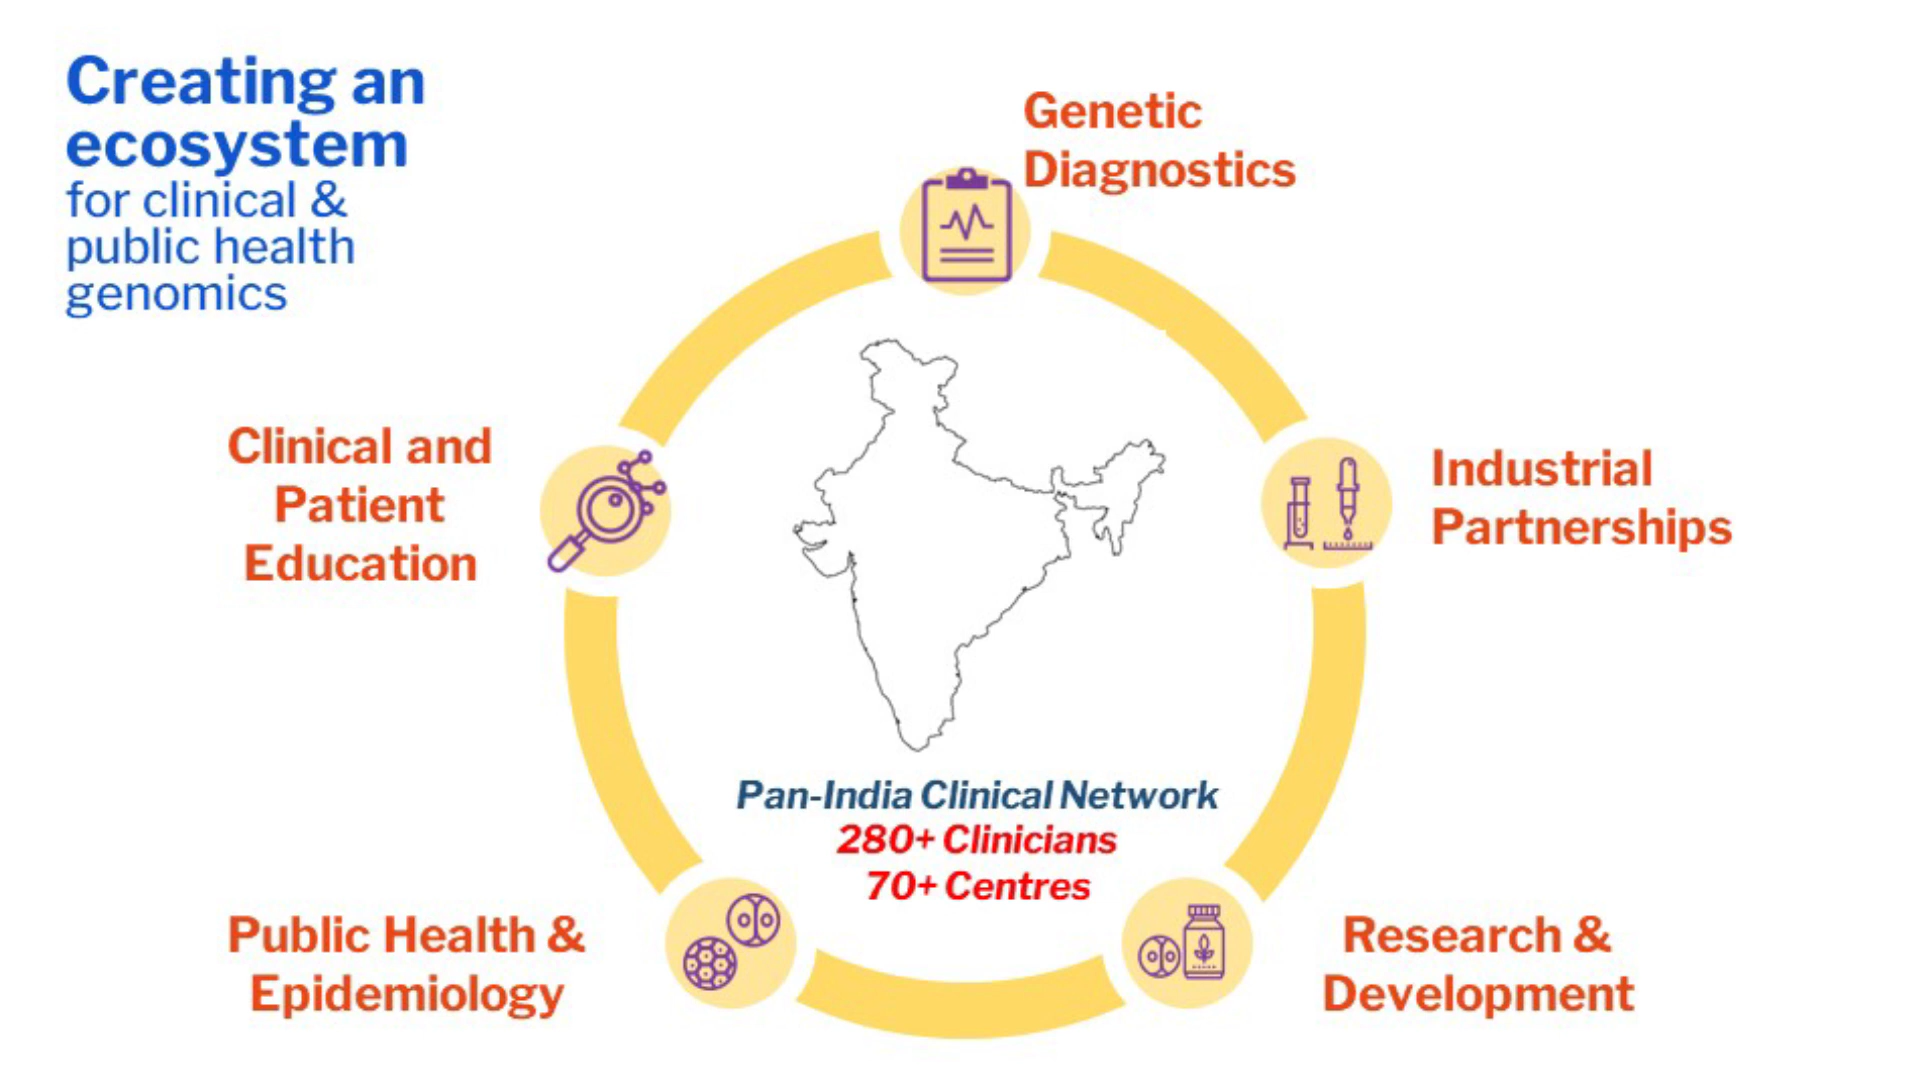 Creating an
ecosystem
for clinical &
public health
genomics
Genetic
Diagnostics
Clinical and
Patient
Education
Industrial
Partnerships
Pan-India Clinical Network
280+ Clinicians
70+ Centres
Public Health &
Epidemiology
Research &
Development